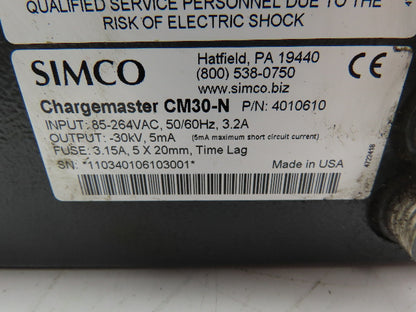 QUALIFIED SERVICE PERSONNEL DUE TO THE
RISK OF ELECTRIC SHOCK
SIMCO
Hatfield, PA 19440
(800) 538-0750
www.simco.biz
CE
Chargemaster CM30-N P/N: 4010610
INPUT: 85-264VAC, 50/60Hz, 3.2A
OUTPUT: -30kV, 5mA (5mA maximum short circuit current)
FUSE: 3.15A, 5 X 20mm, Time Lag
SN: *110340106103001* Made in USA
4722418